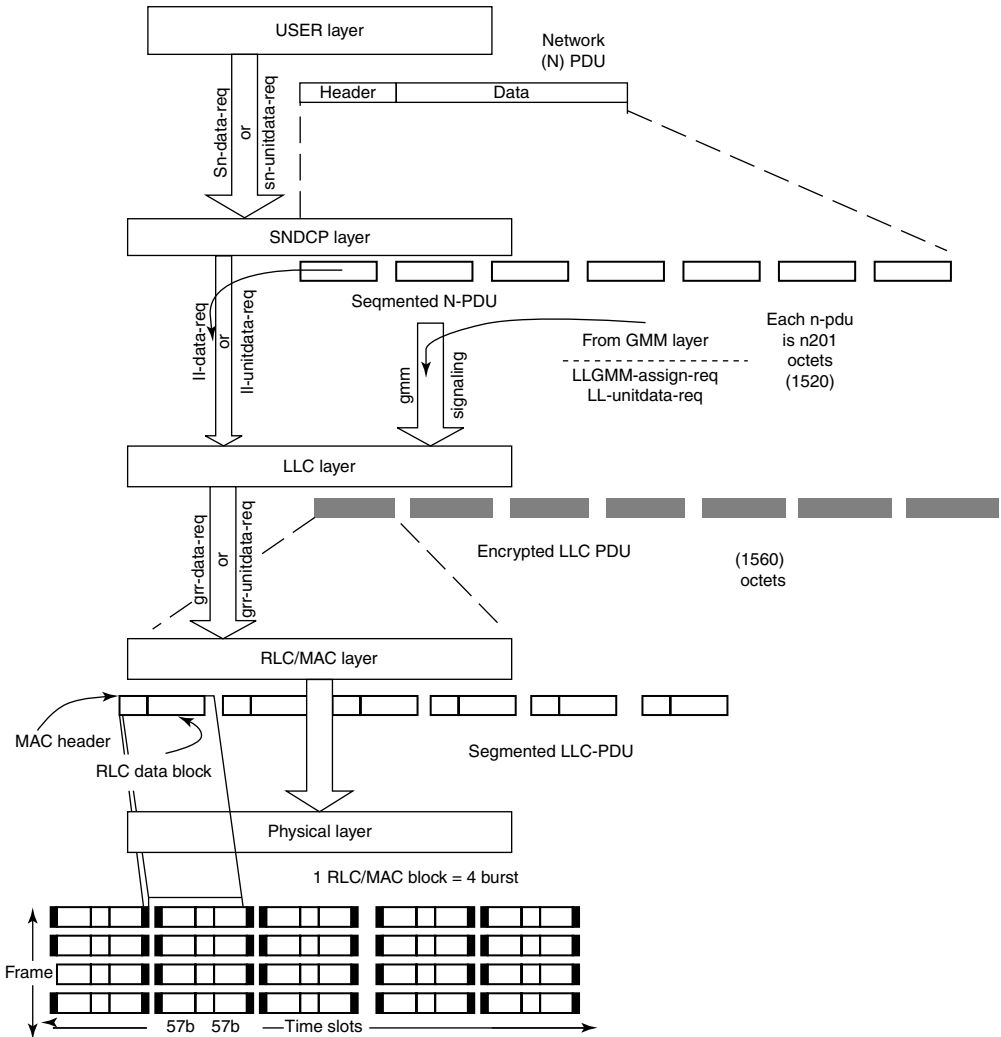 USER layer
Network
(N) PDU
Header
Data
Sn-data-req
or
sn-unitdata-req
SNDCP layer
Seqmented N-PDU
ll-data-req
or
ll-unitdata-req
gmm
signaling
From GMM layer
LLGMM-assign-req
LL-unitdata-req
Each n-pdu
is n201
octets
(1520)
LLC layer
grr-data-req
or
grr-unitdata-req
Encrypted LLC PDU
(1560)
octets
RLC/MAC layer
MAC header
RLC data block
Segmented LLC-PDU
Physical layer
1 RLC/MAC block = 4 burst
Frame
57b
57b
Time slots